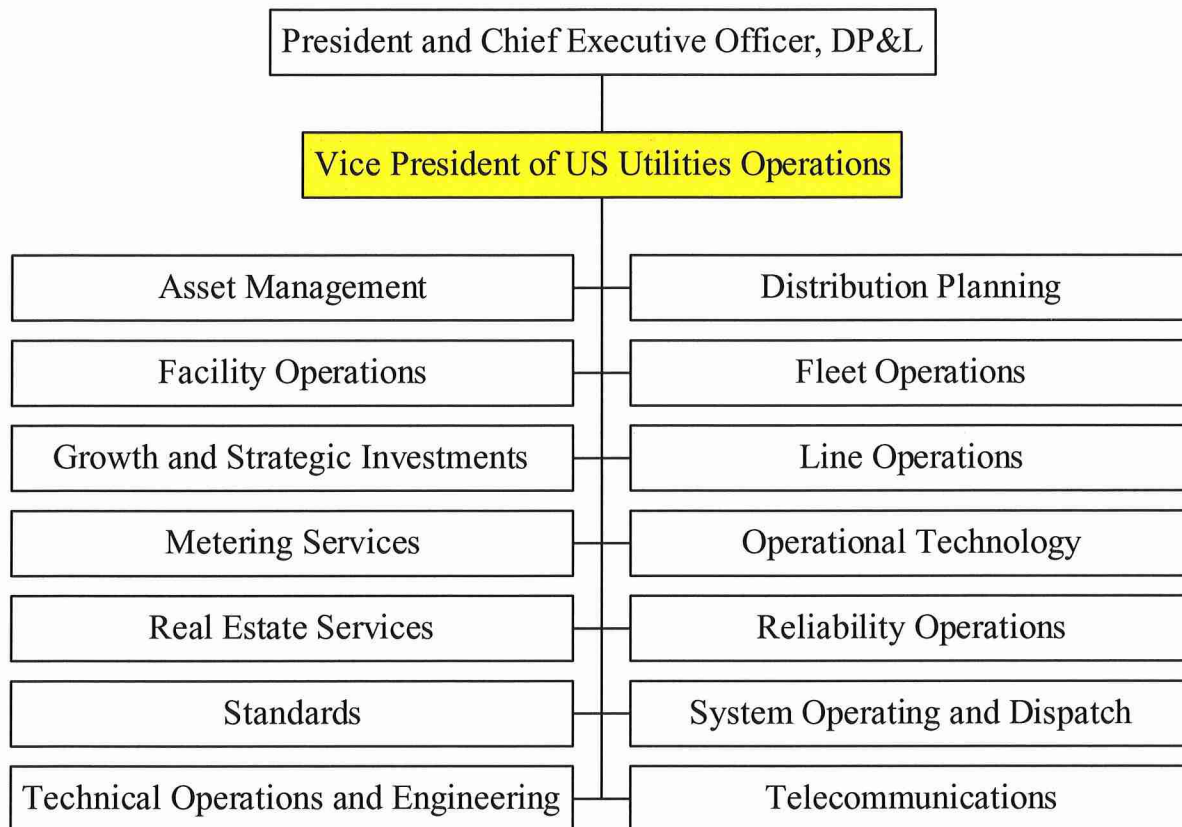 President and Chief Executive Officer, DP&L
Vice President of US Utilities Operations
Asset Management
Distribution Planning
Facility Operations
Fleet Operations
Growth and Strategic Investments
Line Operations
Metering Services
Operational Technology
Real Estate Services
Reliability Operations
Standards
System Operating and Dispatch
Technical Operations and Engineering
Telecommunications